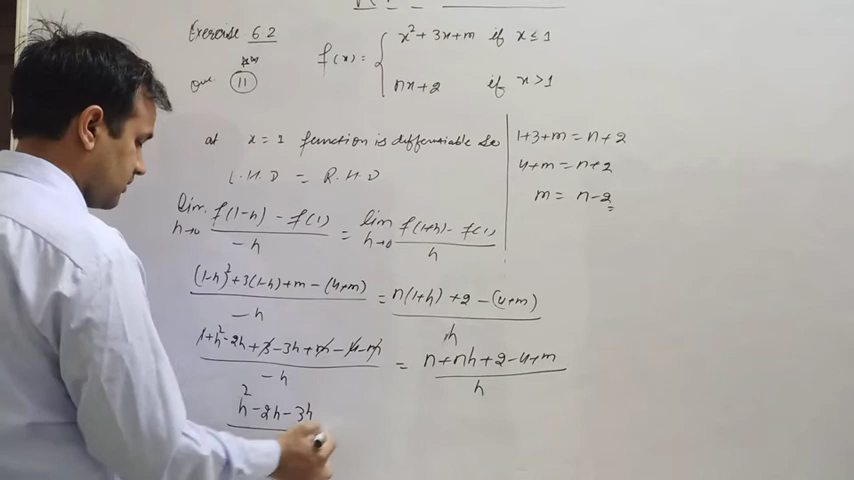 Exercise 6.2
f(x) = { x² + 3x + m if x ≤ 1
Que 11
nx + 2 if x > 1
at x = 1 function is differentiable So
L.H.D = R.H.D
lim h→0 f(1-h) - f(1) / -h = lim h→0 f(1+h) - f(1) / h
(1-h)² + 3(1-h) + m - (4+m) / -h = n(1+h) + 2 - (4+m) / h
1 + h² - 2h + 3 - 3h + m - 4 - m / -h = n + nh + 2 - 4 + m / h
h² - 2h - 3h
1+3+m = n+2
4+m = n+2
m = n-2